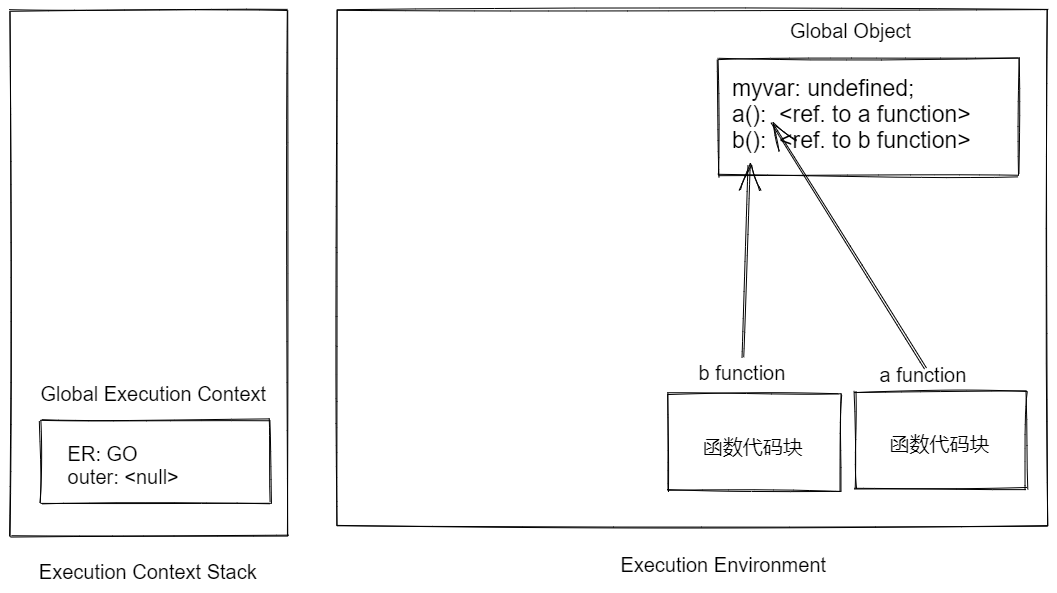 Global Object
myvar: undefined;
a():  <ref. to a function>
b():  <ref. to b function>
b function
a function
函数代码块
函数代码块
Global Execution Context
ER: GO
outer: <null>
Execution Context Stack
Execution Environment